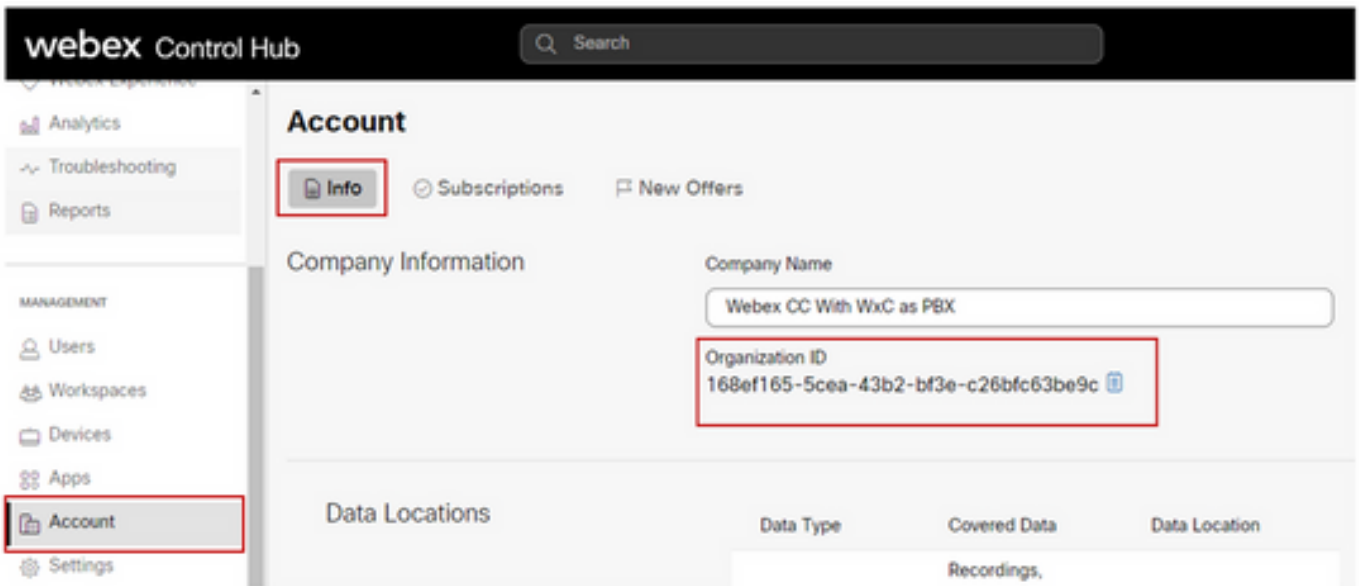 webex Control Hub
Search
Webex Experience
Analytics
Troubleshooting
Reports
MANAGEMENT
Users
Workspaces
Devices
Apps
Account
Settings
Account
Info
Subscriptions
New Offers
Company Information
Company Name
Webex CC With WxC as PBX
Organization ID
168ef165-5cea-43b2-bf3e-c26bfc63be9c
Data Locations
Data Type Covered Data Data Location
Recordings,